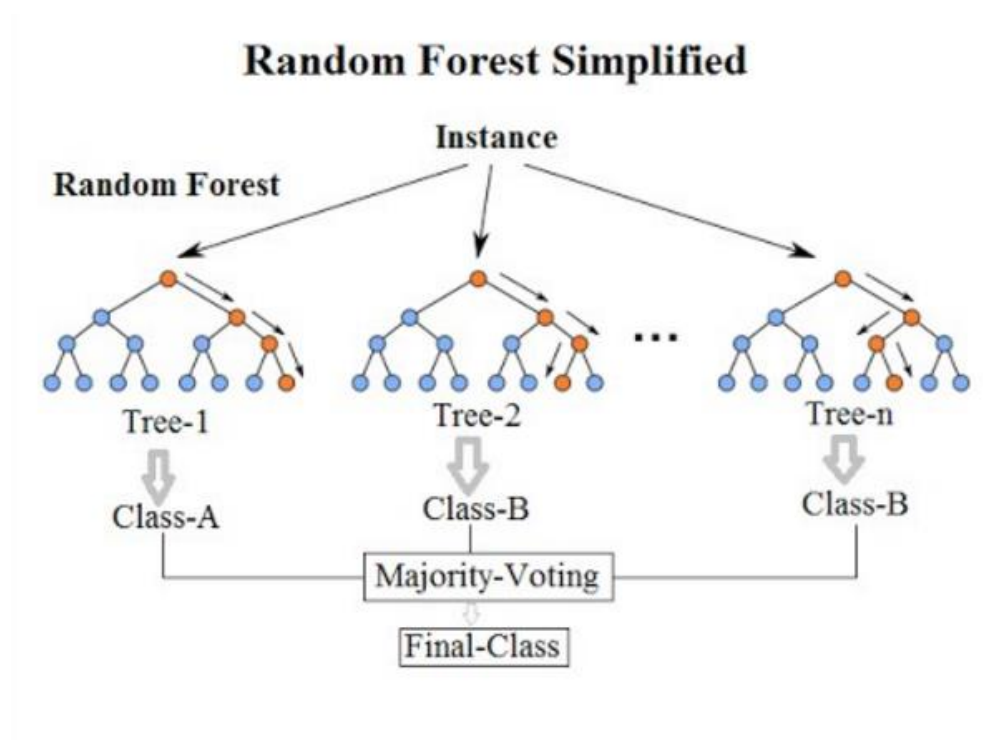 Random Forest Simplified
Instance
Random Forest
...
Tree-1
Tree-2
Tree-n
Class-A
Class-B
Class-B
Majority-Voting
Final-Class